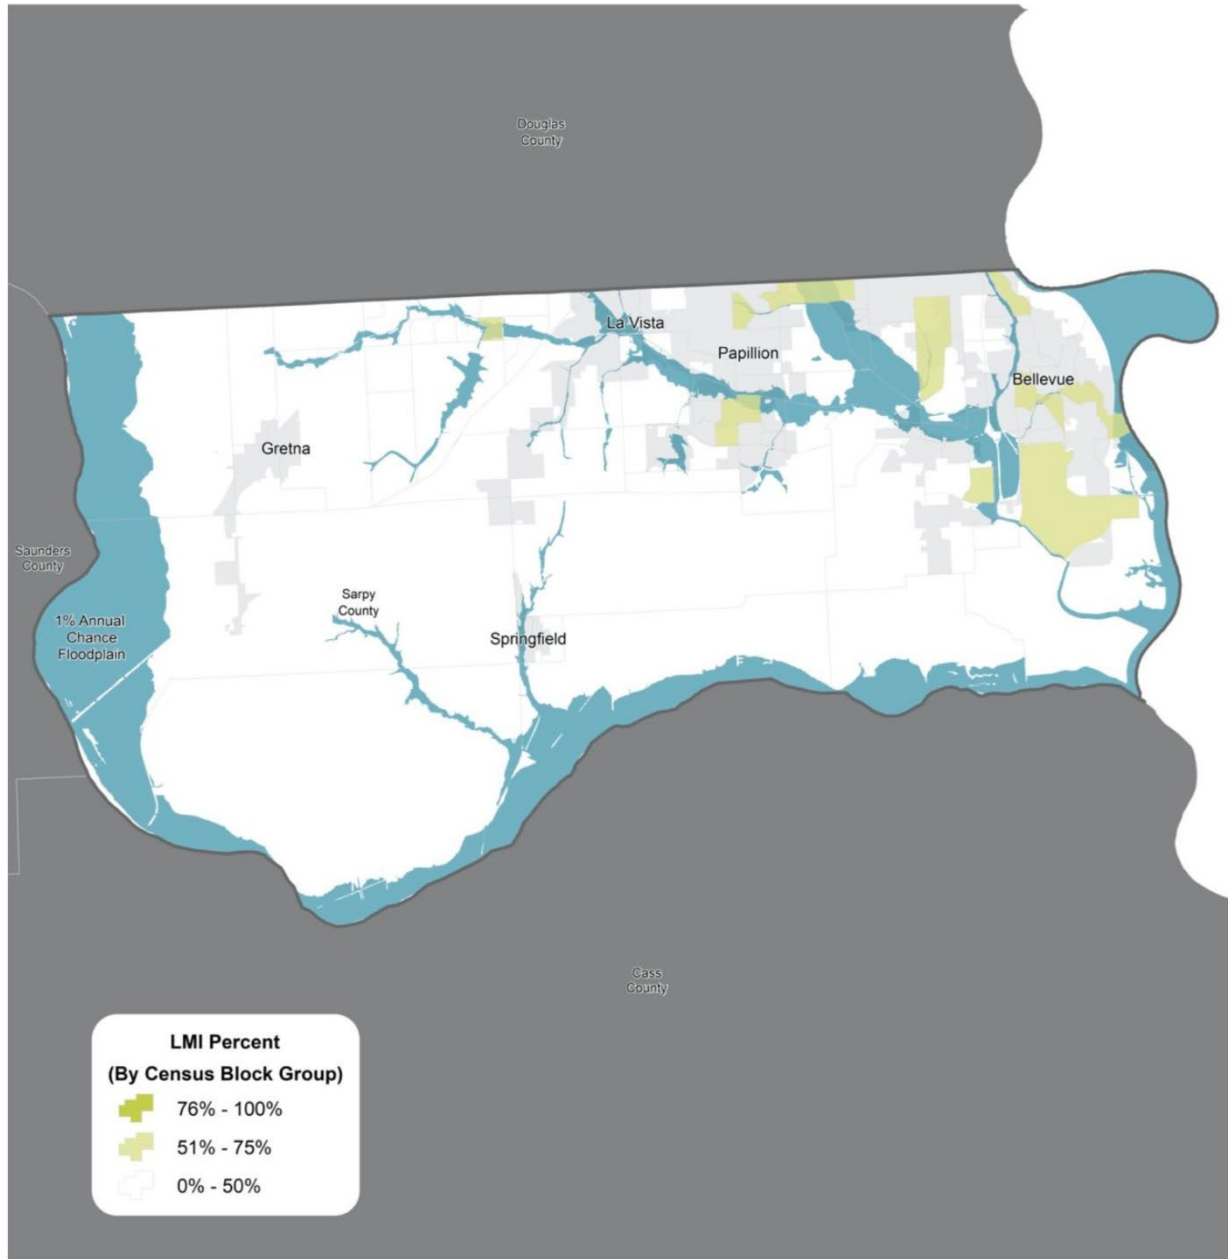 Douglas
County
La Vista
Papillion
Bellevue
Gretna
Saunders
County
Sarpy
County
1% Annual
Chance
Floodplain
Springfield
Cass
County
LMI Percent
(By Census Block Group)
76% - 100%
51% - 75%
0% - 50%